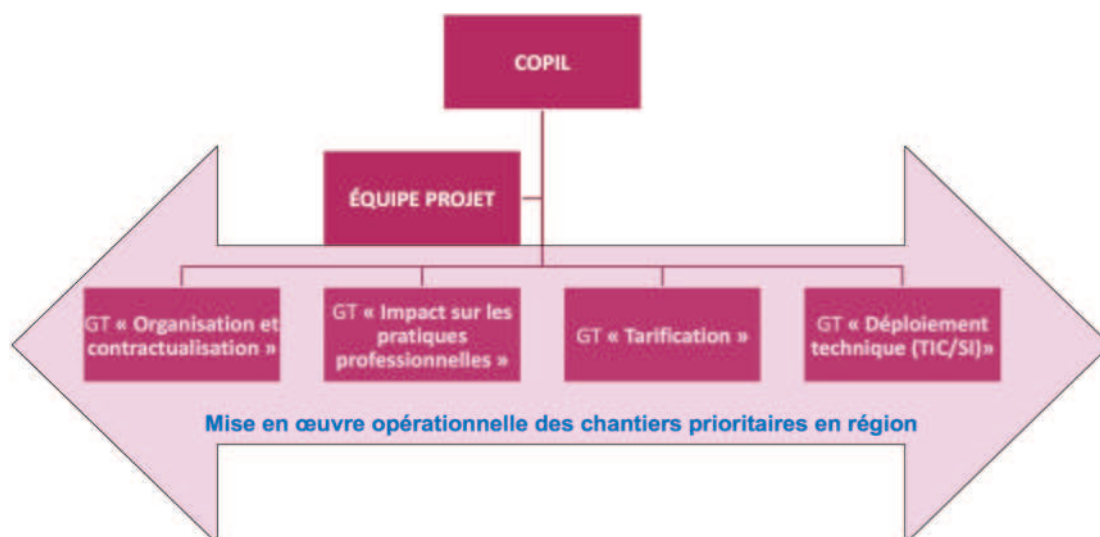 COPIL
ÉQUIPE PROJET
GT « Organisation et
contractualisation »
GT « Impact sur les
pratiques
professionnelles »
GT « Tarification »
GT « Déploiement
technique (TIC/SI)»
Mise en œuvre opérationnelle des chantiers prioritaires en région